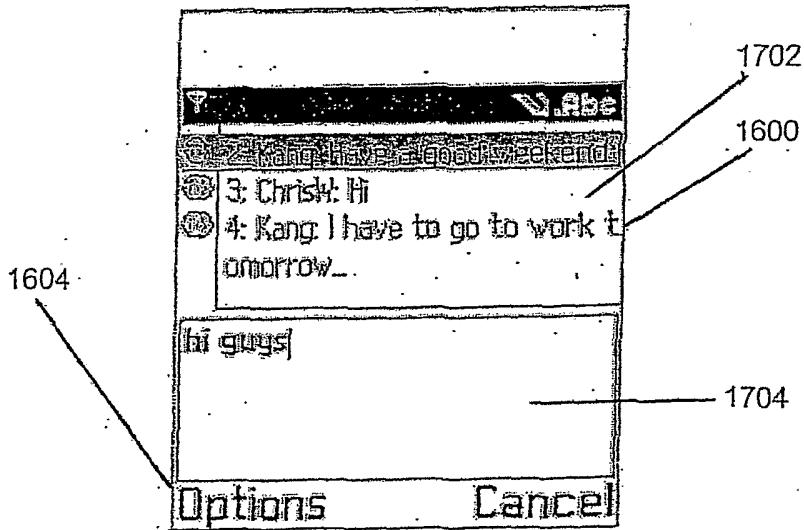 1702
.Abc
1600
2: Kang: have a good weekend:
3: ChrisW: Hi
4: Kang: I have to go to work t
omorrow...
1604
hi guys
1704
Options
Cancel